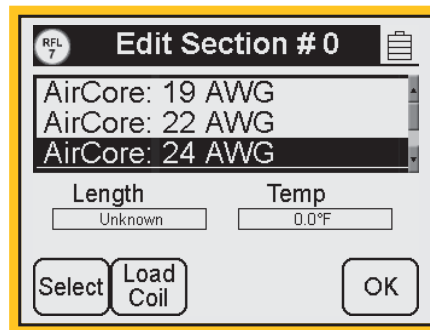 RFL
7
Edit Section # 0
AirCore: 19 AWG
AirCore: 22 AWG
AirCore: 24 AWG
Length Temp
Unknown 0.0°F
Select Load Coil OK